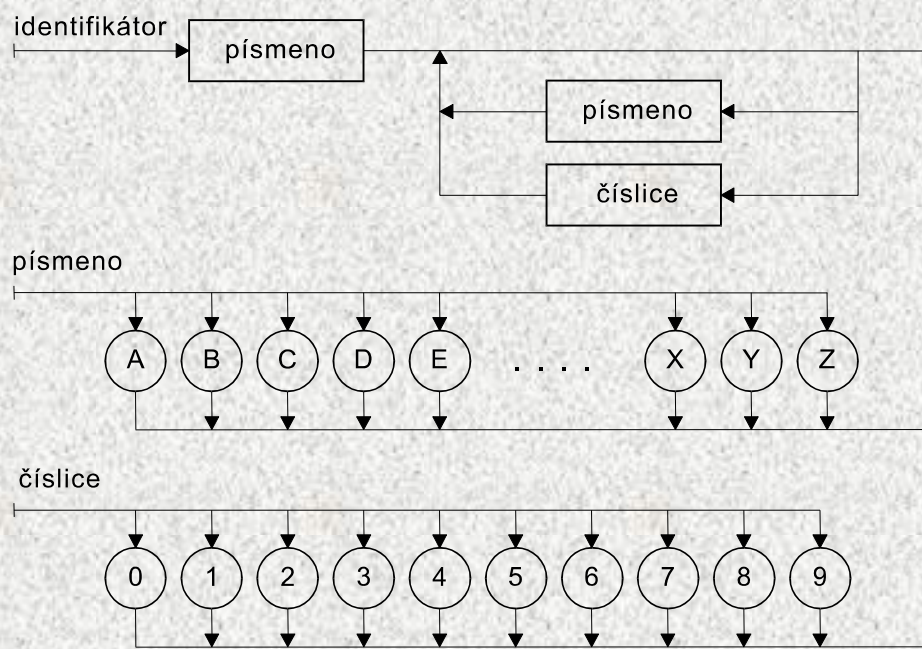 identifikátor
písmeno
písmeno
číslice
písmeno
A B C D E . . . . X Y Z
číslice
0 1 2 3 4 5 6 7 8 9